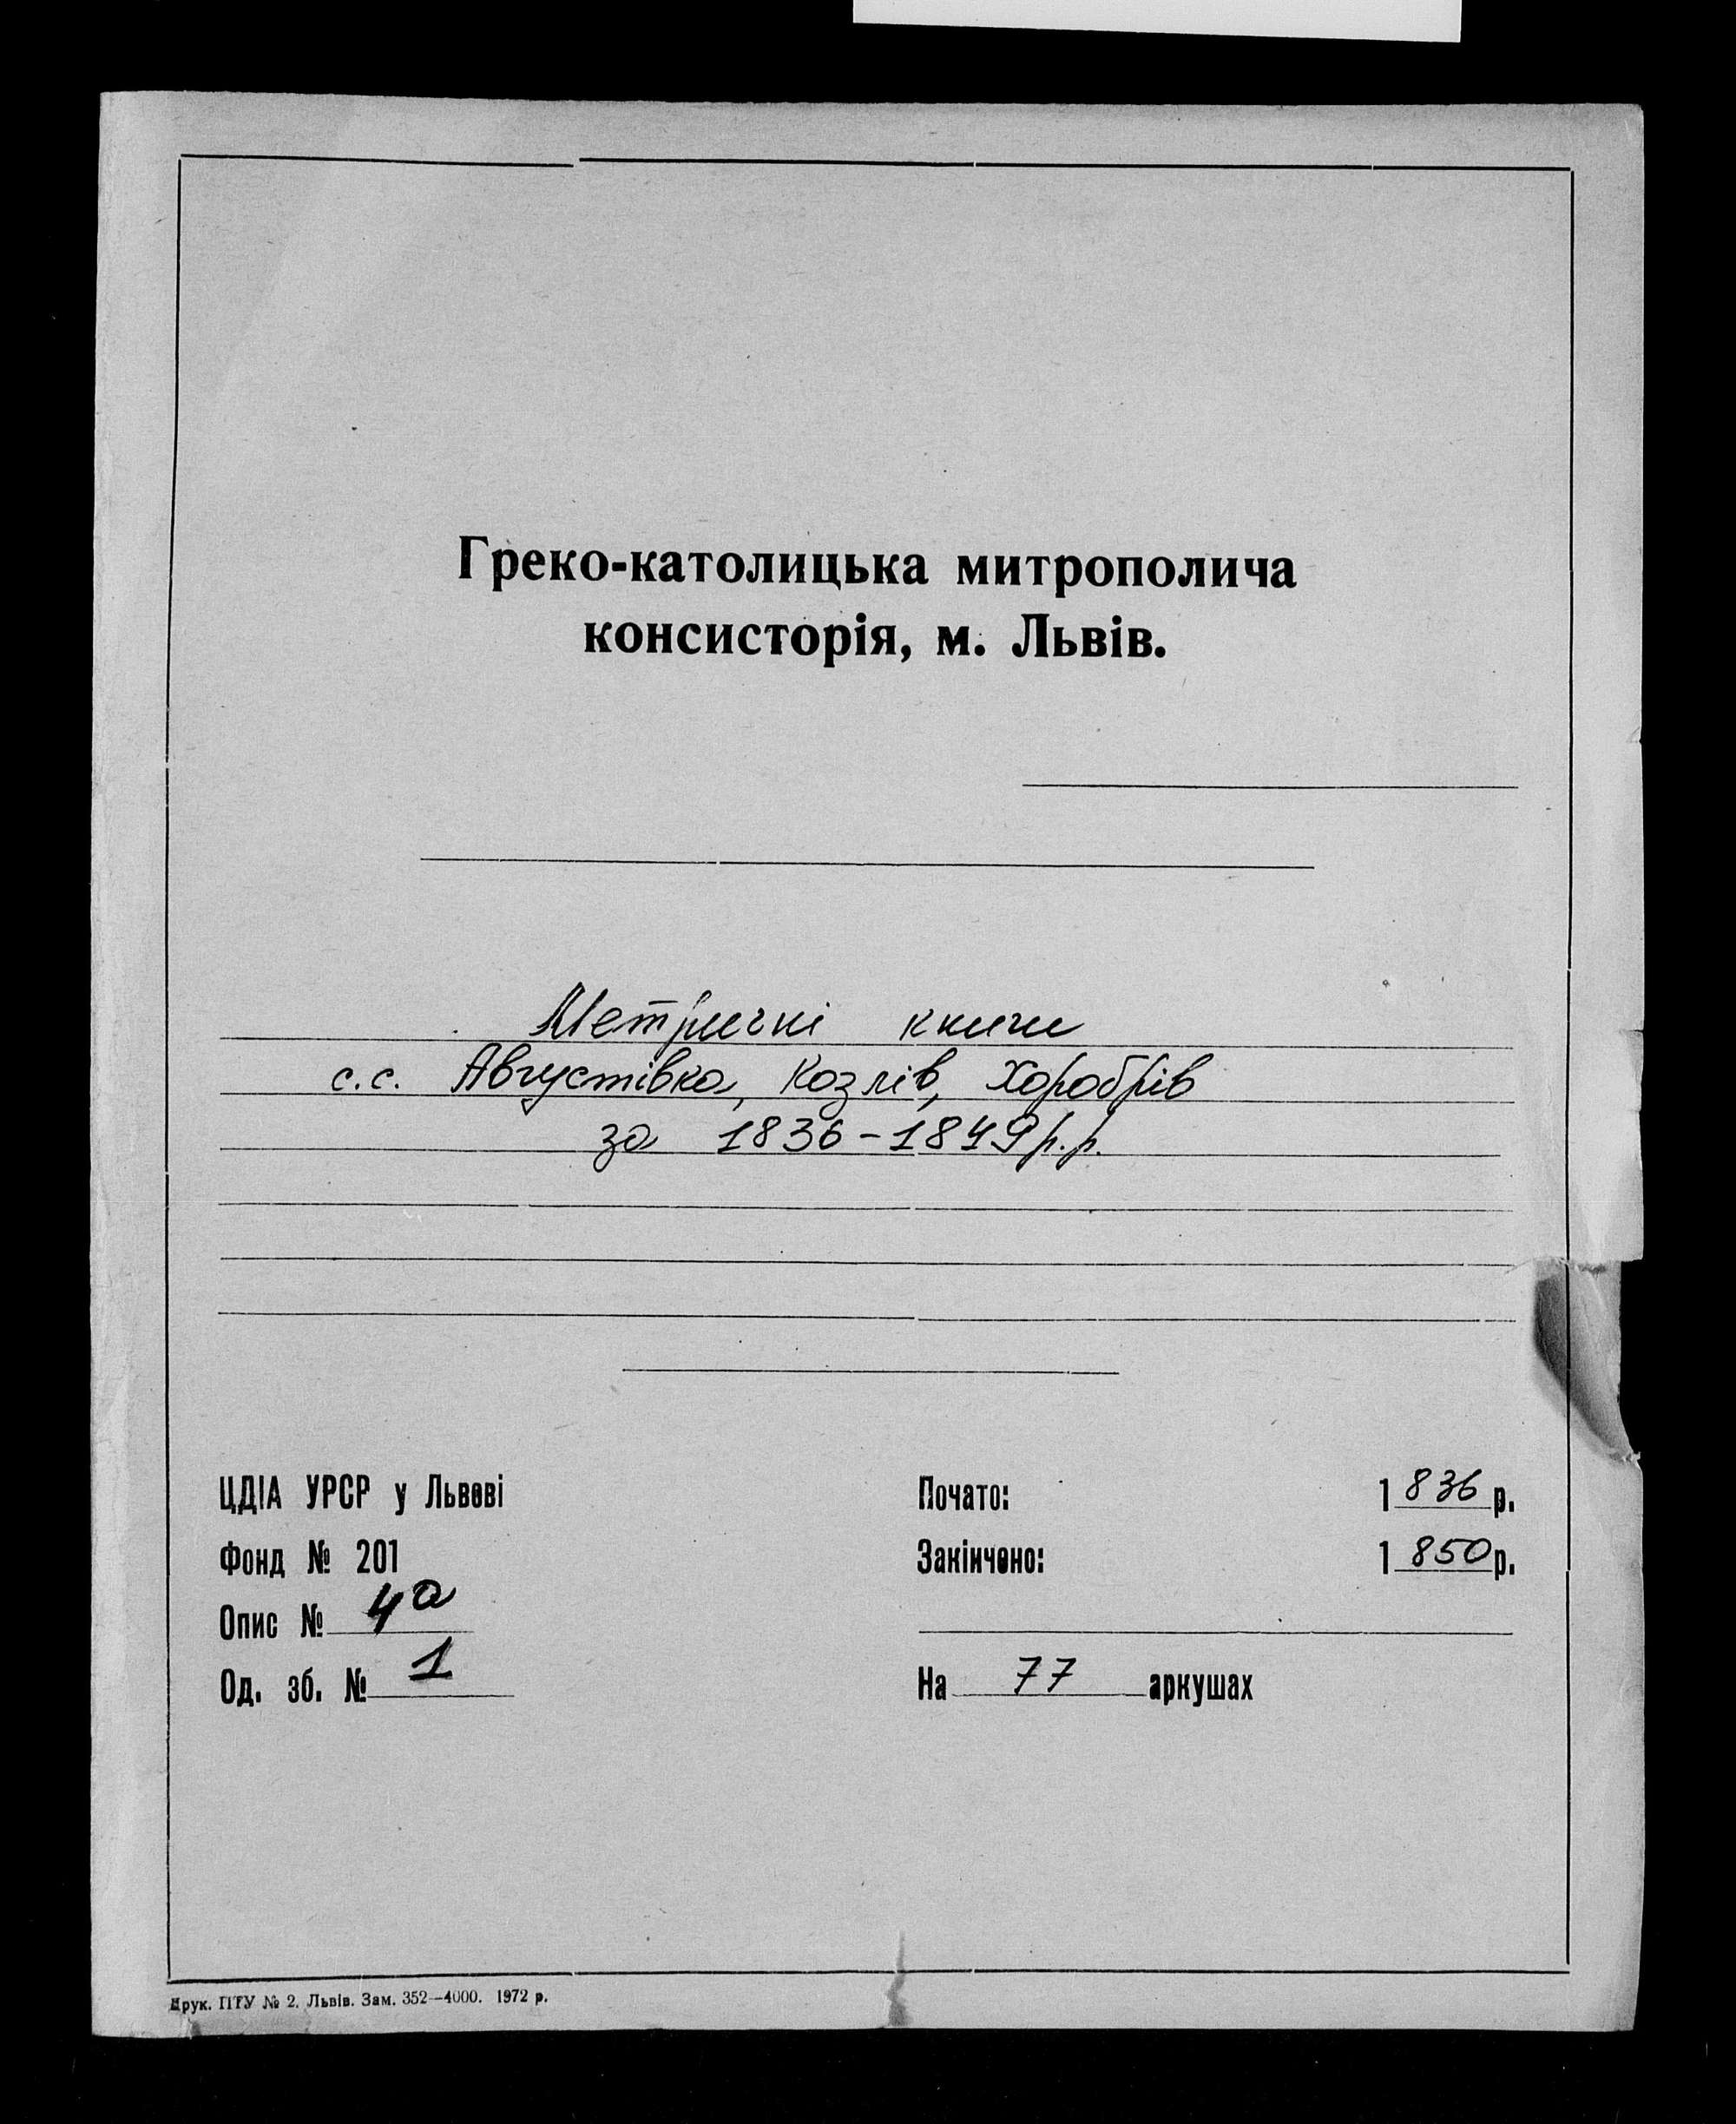 Греко-католицька митрополича
консисторія, м. Львів.
Метричні книги
с.с. Августівка, Козлів, Хоробрів
за 1836-1849р.р.
ЦДІА УРСР у Львові
Фонд № 201
Опис № 4а
Од. зб. № 1
Почато: 1836 р.
Закінчено: 1850 р.
На 77 аркушах
Друк. ПТУ № 2. Львів. Зам. 352—4000. 1972 р.